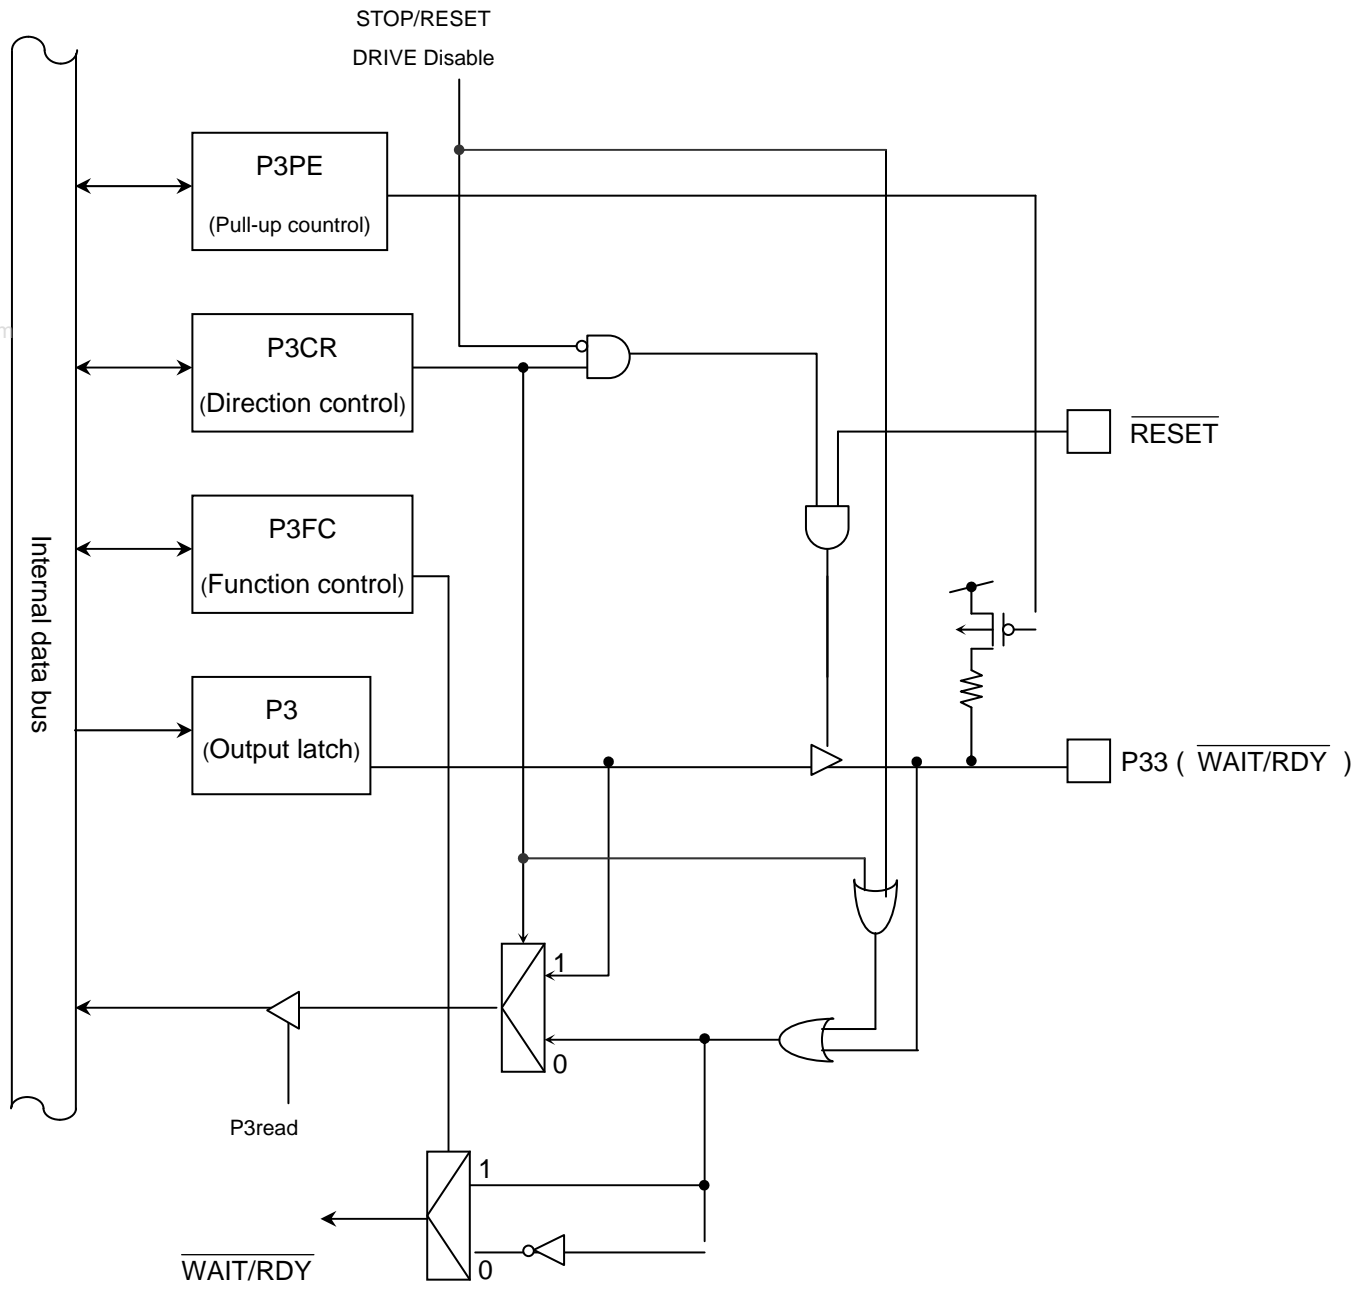 STOP/RESET
DRIVE Disable
P3PE
(Pull-up countrol)
m
P3CR
(Direction control)
RESET
P3FC
(Function control)
Internal data bus
P3
(Output latch)
P33 ( WAIT/RDY )
1
0
P3read
1
0
WAIT/RDY